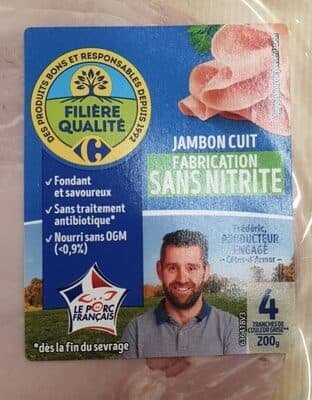 DES PRODUITS BONS ET RESPONSABLES DEPUIS 1992
FILIÈRE
QUALITÉ
JAMBON CUIT
FABRICATION
SANS NITRITE
✓ Fondant
et savoureux
✓ Sans traitement
antibiotique*
✓ Nourri sans OGM
(<0,9%)
Frédéric,
PRODUCTEUR
ENGAGÉ
- Côtes-d'Armor -
LE PORC
FRANÇAIS
4
TRANCHES DE
COULEUR GRISE**
200g
*dès la fin du sevrage